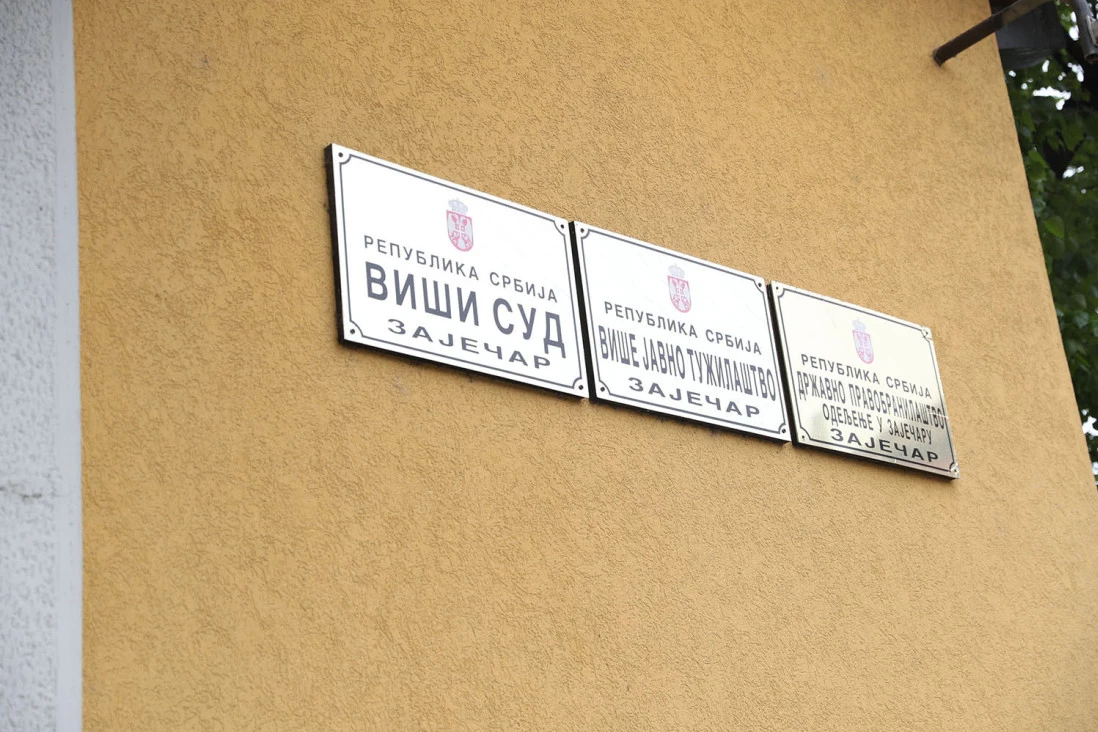 РЕПУБЛИКА СРБИЈА
ВИШИ СУД
ЗАЈЕЧАР
РЕПУБЛИКА СРБИЈА
ВИШЕ ЈАВНО ТУЖИЛАШТВО
ЗАЈЕЧАР
РЕПУБЛИКА СРБИЈА
ДРЖАВНО ПРАВОБРАНИЛАШТВО
ОДЕЉЕЊЕ У ЗАЈЕЧАРУ
ЗАЈЕЧАР